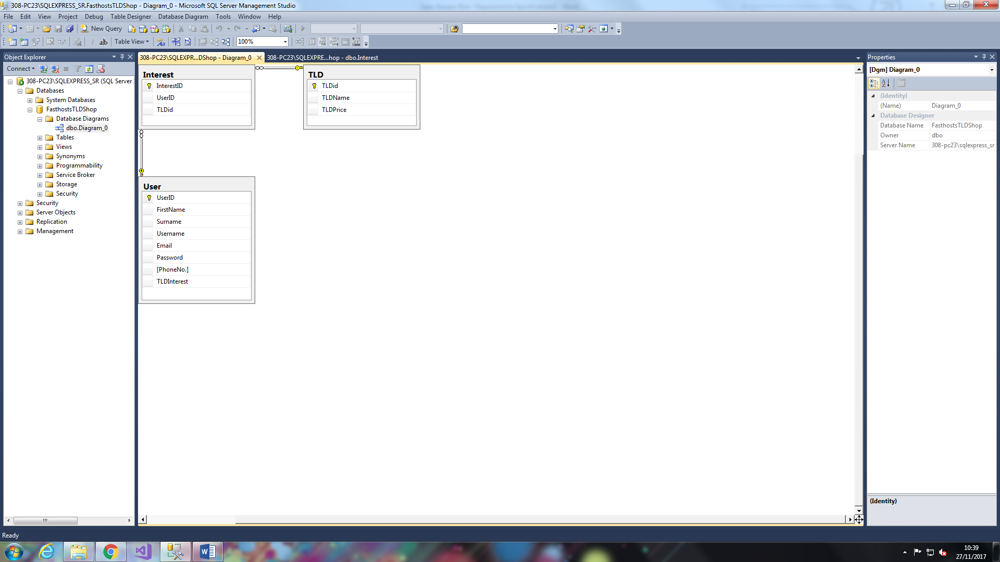 308-PC23\SQLEXPRESS_SR.FasthostsTLDShop - Diagram_0 - Microsoft SQL Server Management Studio
File Edit View Project Debug Table Designer Database Diagram Tools Window Help
New Query
Table View 100%
Object Explorer
Connect
308-PC23\SQLEXPRESS_SR (SQL Server
Databases
System Databases
FasthostsTLDShop
Database Diagrams
dbo.Diagram_0
Tables
Views
Synonyms
Programmability
Service Broker
Storage
Security
Security
Server Objects
Replication
Management
308-PC23\SQLEXPR...DShop - Diagram_0 308-PC23\SQLEXPRE...hop - dbo.Interest
Interest
InterestID
UserID
TLDid
TLD
TLDid
TLDName
TLDPrice
User
UserID
FirstName
Surname
Username
Email
Password
[PhoneNo.]
TLDInterest
Properties
[Dgm] Diagram_0
(Identity)
(Name) Diagram_0
Database Designer
Database Name FasthostsTLDShop
Owner dbo
Server Name 308-pc23\sqlexpress_sr
(Identity)
Ready
10:39
27/11/2017